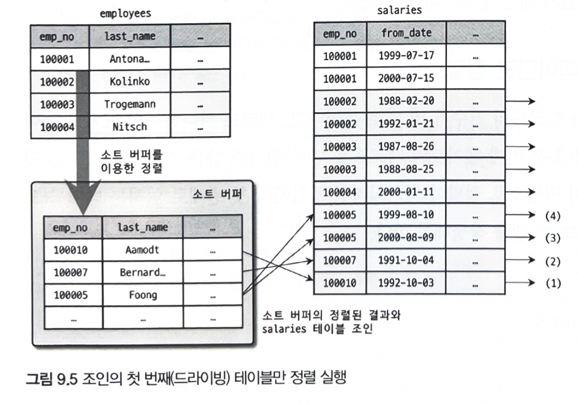 employees
emp_no last_name …
100001 Antona… …
100002 Kolinko …
100003 Trogemann …
100004 Nitsch …
소트 버퍼를
이용한 정렬
소트 버퍼
emp_no last_name …
100010 Aamodt …
100007 Bernard… …
100005 Foong …
… … …
salaries
emp_no from_date …
100001 1999-07-17 …
100001 2000-07-15
100002 1988-02-20 …
100002 1992-01-21 …
100003 1987-08-26 …
100003 1988-08-25 …
100004 2000-01-11 …
100005 1999-08-10 … (4)
100005 2000-08-09 … (3)
100007 1991-10-04 … (2)
100010 1992-10-03 … (1)
소트 버퍼의 정렬된 결과와
salaries 테이블 조인
그림 9.5 조인의 첫 번째(드라이빙) 테이블만 정렬 실행